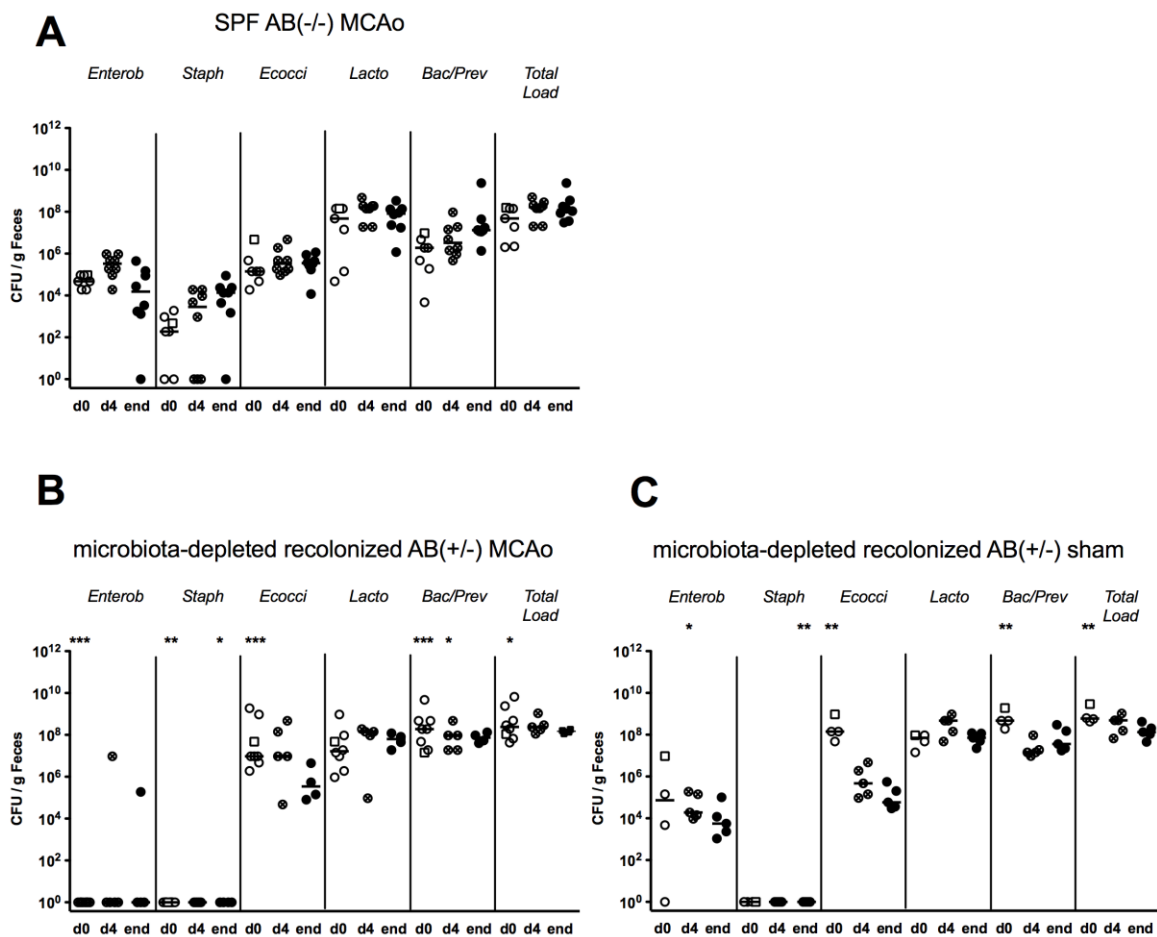 A
SPF AB(-/-) MCAo
Enterob Staph Ecocci Lacto Bac/Prev Total
Load
10^12
10^10
10^8
10^6
10^4
10^2
10^0
CFU / g Feces
d0 d4 end d0 d4 end d0 d4 end d0 d4 end d0 d4 end d0 d4 end
B
microbiota-depleted recolonized AB(+/-) MCAo
Enterob Staph Ecocci Lacto Bac/Prev Total
Load
*** ** * *** *** * *
10^12
10^10
10^8
10^6
10^4
10^2
10^0
CFU / g Feces
d0 d4 end d0 d4 end d0 d4 end d0 d4 end d0 d4 end d0 d4 end
C
microbiota-depleted recolonized AB(+/-) sham
Enterob Staph Ecocci Lacto Bac/Prev Total
Load
* ** ** ** **
10^12
10^10
10^8
10^6
10^4
10^2
10^0
CFU / g Feces
d0 d4 end d0 d4 end d0 d4 end d0 d4 end d0 d4 end d0 d4 end